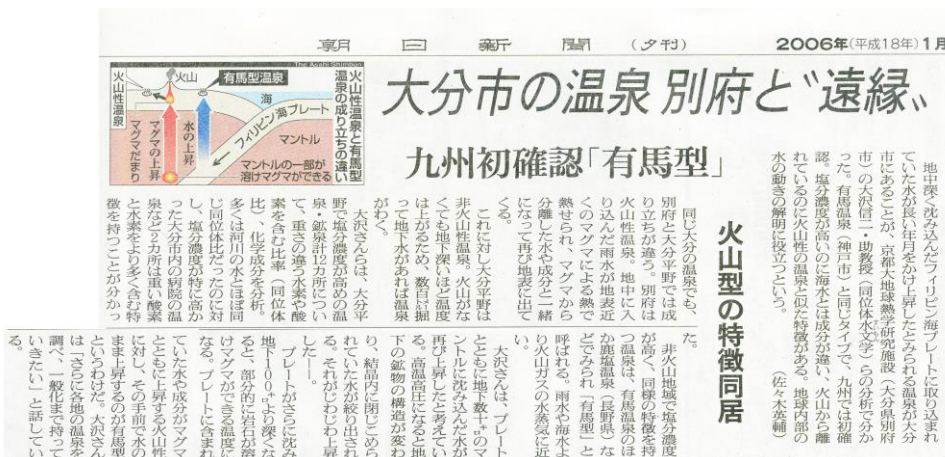 朝日新聞 (夕刊) 2006年(平成18年)1月
大分市の温泉 別府と〝遠縁〟
九州初確認「有馬型」
火山型の特徴同居
The Asahi Shimbun
火山性温泉と有馬型
温泉の成り立ちの違い
火山性温泉
火山
有馬型温泉
海
フィリピン海プレート
マントル
水の上昇
マグマの上昇
マグマだまり
マントルの一部が
溶けマグマができる
地中深く沈み込んだフィリピン海プレートに取り込まれ
ていた水が長い年月をかけ上昇したとみられる温泉が大分
市にあることが、京都大地球熱学研究施設(大分県別府
市)の大沢信二・助教授(同位体水文学)らの分析で分か
った。有馬温泉(神戸市)と同じタイプで、九州では初確
認。塩分濃度が高いのに海水とは成分が違い、火山から離
れているのに火山性の温泉と似た特徴がある。地球内部の
水の動きの解明に役立つという。 (佐々木英輔)
同じ大分の温泉でも、
別府と大分平野では成
り立ちが違う。別府は
火山性温泉。地中に入
り込んだ雨水が地表近
くのマグマによる熱で
熱せられ、マグマから
分離した水や成分と一緒
になって再び地表に出て
くる。
これに対し大分平野は
非火山性温泉。火山がな
くても地下深いほど温度
は上がるため、数百㍍掘
って地下水があれば温泉
がわく。
大沢さんらは、大分平
野で塩分濃度が高めの温
泉・鉱泉計12カ所につい
て、重さの違う水素や酸
素を含む比率(同位体
比)、化学成分を分析。
多くは河川の水とほぼ同
じ同位体比だったのに対
し、塩分濃度が特に高か
った大分市内の病院の温
泉など2カ所は重い酸素
と水素をより多く含む特
徴を持つことが分かっ
た。
非火山地域で塩分濃度
が高く、同様の特徴を持
つ温泉は、有馬温泉のほ
か鹿塩温泉(長野県)な
どでみられ「有馬型」と
呼ばれる。雨水や海水よ
り火山ガスの水蒸気に近
い。
大沢さんは、プレート
とともに地下数十㌔のマ
ントルに沈み込んだ水が
再び上昇したと考えてい
る。高温高圧になると地
下の鉱物の構造が変わ
り、結晶内に閉じこめら
れていた水が絞り出され
る。それがじわじわ上昇
した――。
プレートがさらに沈み
地下100㌔より深くな
ると、部分的に岩石が溶
けマグマができる温度に
なる。プレートに含まれ
ていた水や成分がマグマ
とともに上昇する火山性
に対し、その手前で水の
まま上昇するのが有馬型
というわけだ。大沢さん
は「さらに各地の温泉を
調べ、一般化まで持って
いきたい」と話してい
る。